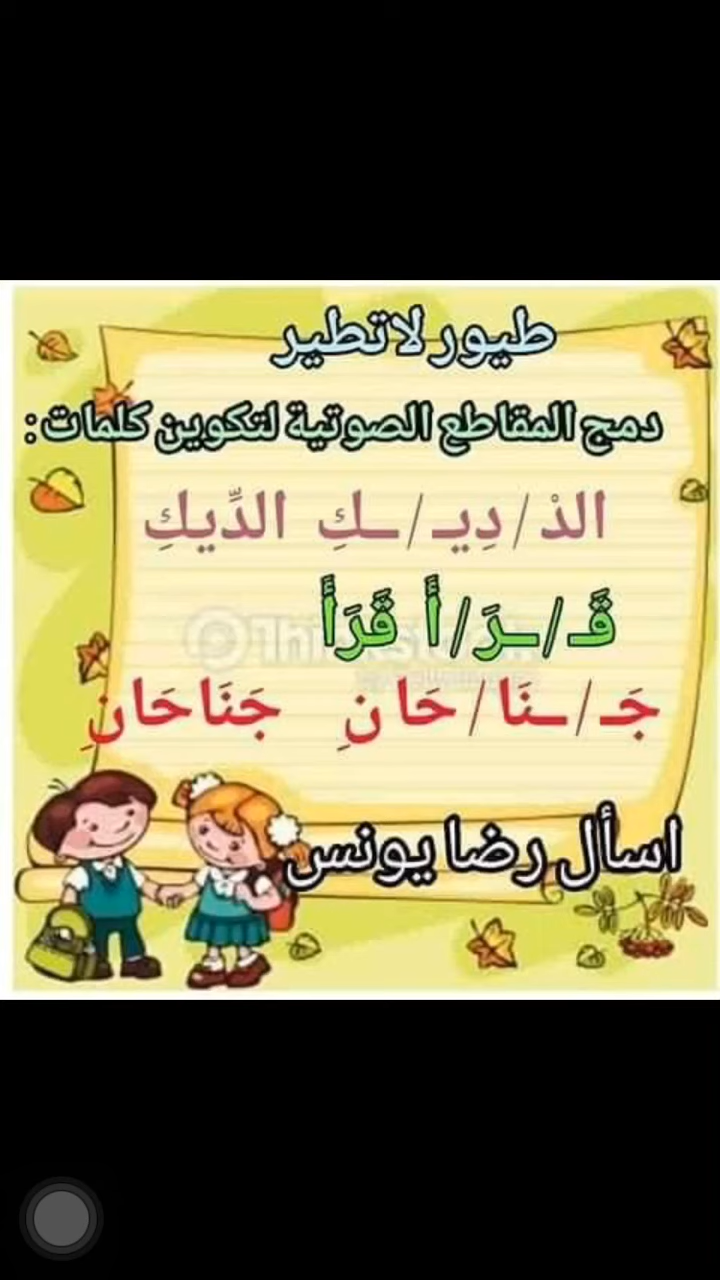 طيور لا تطير
دمج المقاطع الصوتية لتكوين كلمات:
الدْ/دِيـ/ـكِ الدِّيكِ
قَـ/ـرَ/أَ قَرَأَ
جَـ/ـنَا/حَانِ جَنَاحَانِ
اسأل رضا يونس